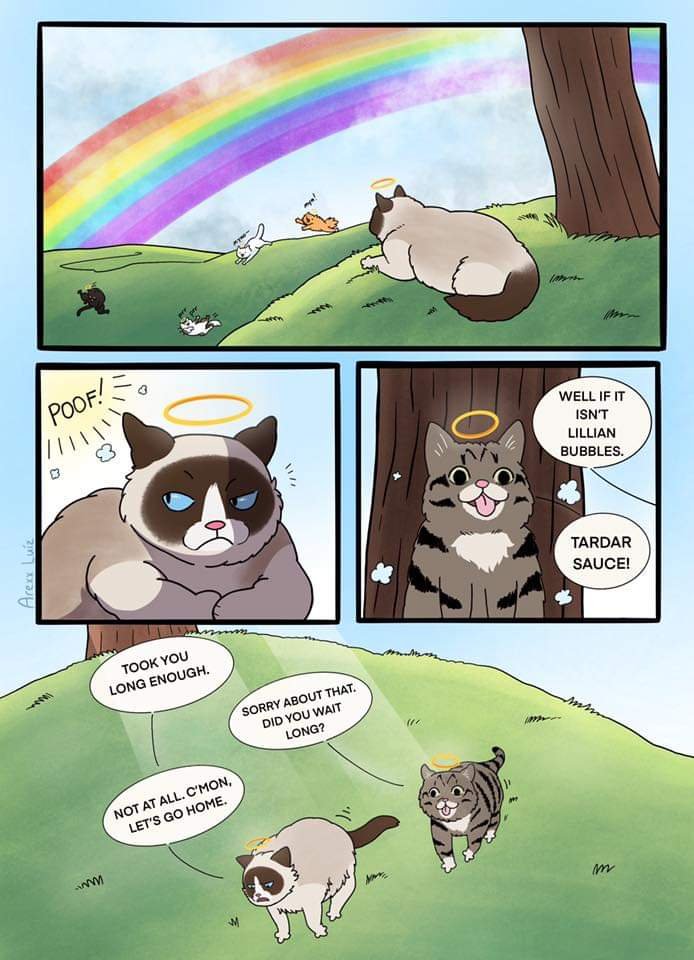 POOF!
WELL IF IT
ISN'T
LILLIAN
BUBBLES.
TARDAR
SAUCE!
Arexx Luiz
TOOK YOU
LONG ENOUGH.
SORRY ABOUT THAT.
DID YOU WAIT
LONG?
NOT AT ALL. C'MON,
LET'S GO HOME.